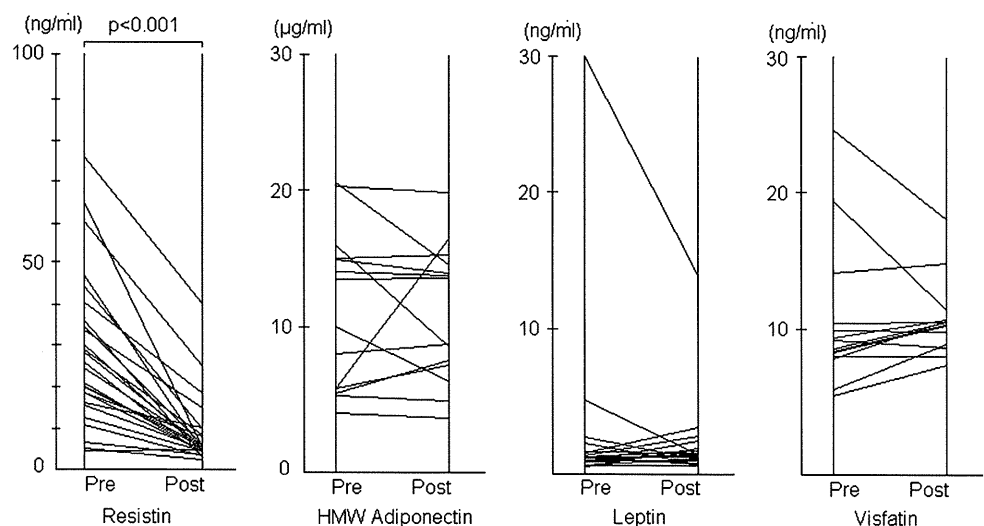 (ng/ml) p<0.001
100
50
0
Pre Post
Resistin
(µg/ml)
30
20
10
0
Pre Post
HMW Adiponectin
(ng/ml)
30
20
10
Pre Post
Leptin
(ng/ml)
30
20
10
Pre Post
Visfatin